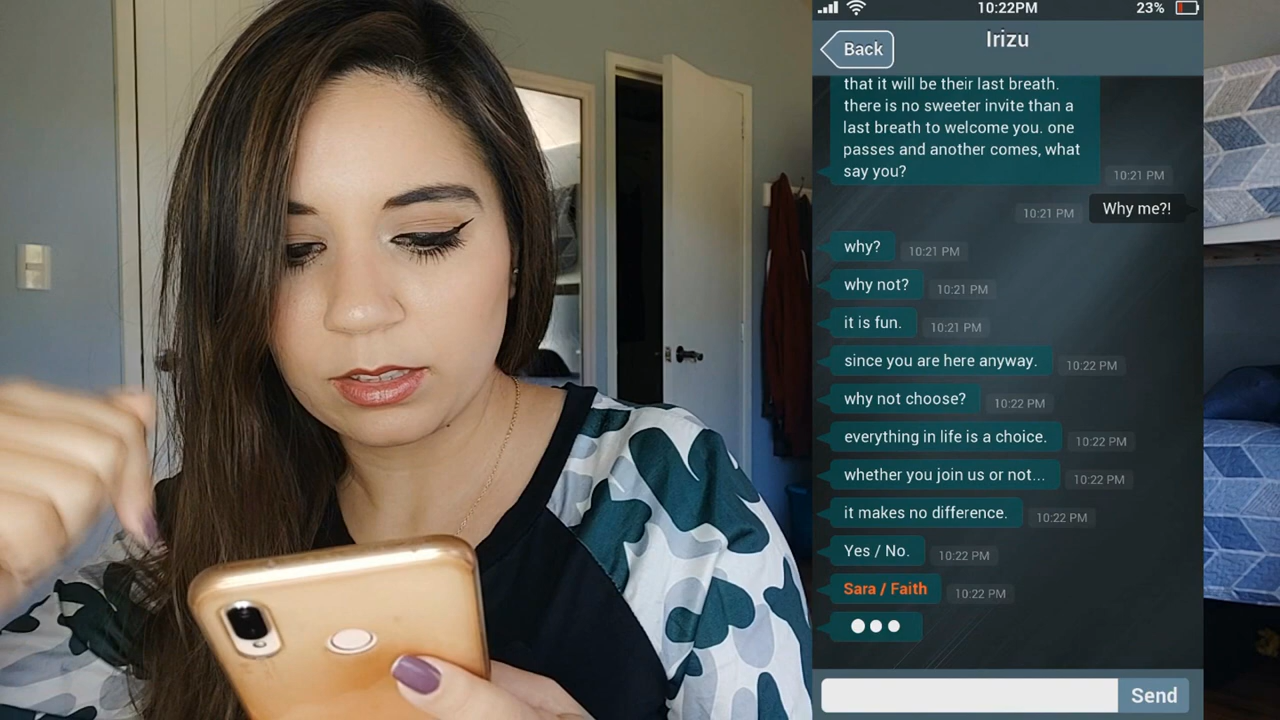 10:22PM
23%
Back
Irizu
that it will be their last breath.
there is no sweeter invite than a
last breath to welcome you. one
passes and another comes, what
say you?
10:21 PM
10:21 PM
Why me?!
why?
10:21 PM
why not?
10:21 PM
it is fun.
10:21 PM
since you are here anyway.
10:22 PM
why not choose?
10:22 PM
everything in life is a choice.
10:22 PM
whether you join us or not...
10:22 PM
it makes no difference.
10:22 PM
Yes / No.
10:22 PM
Sara / Faith
10:22 PM
Send